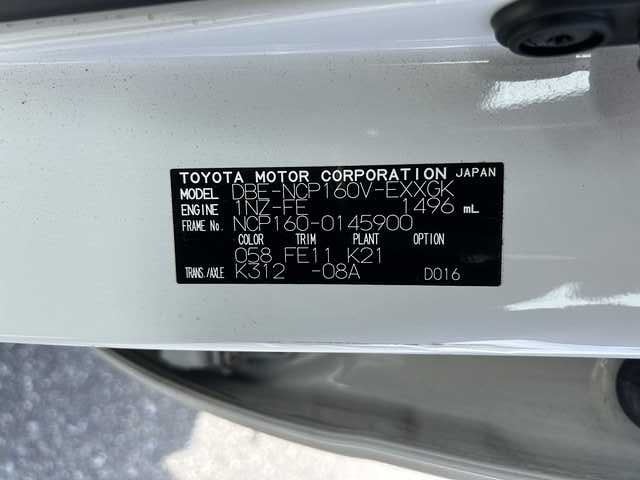 TOYOTA MOTOR CORPORATION JAPAN
MODEL DBE-NCP160V-EXXGK
ENGINE 1NZ-FE 1496 mL
FRAME No. NCP160-0145900
COLOR TRIM PLANT OPTION
058 FE11 K21
TRANS./AXLE K312 -08A D016